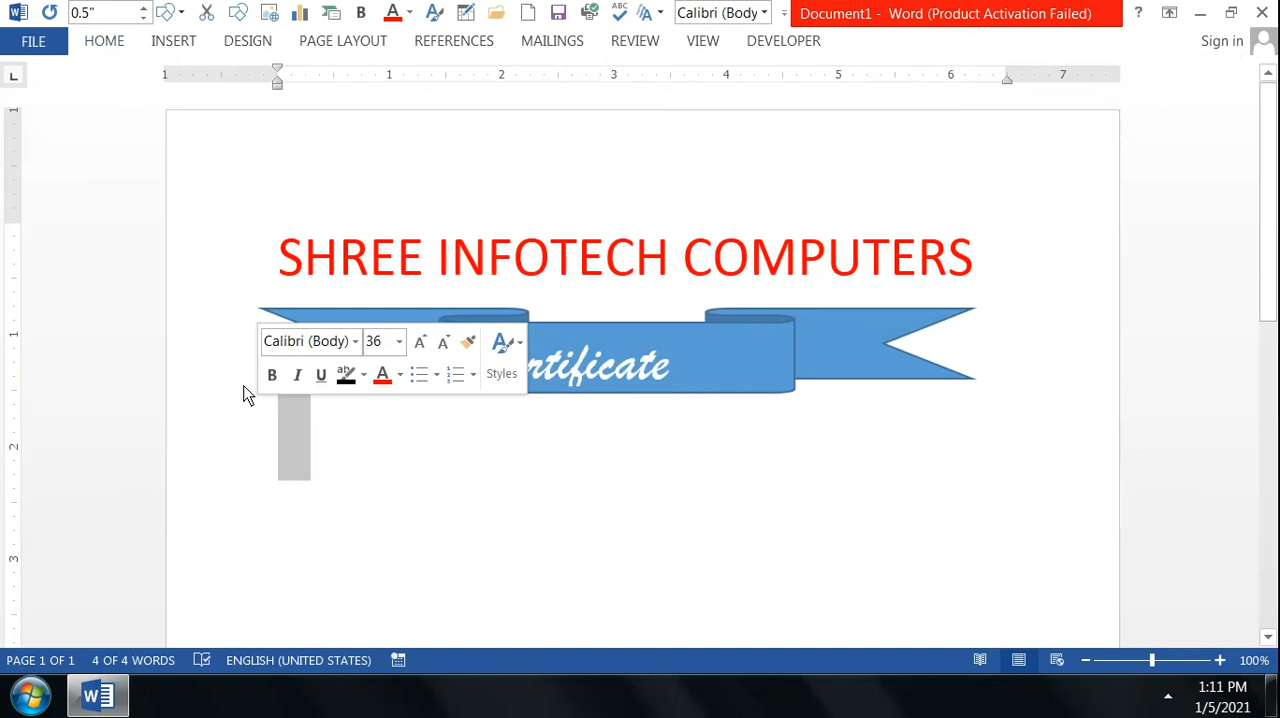 0.5"
B
A
ABC
A
Calibri (Body
Document1 - Word (Product Activation Failed)
?
FILE
HOME
INSERT
DESIGN
PAGE LAYOUT
REFERENCES
MAILINGS
REVIEW
VIEW
DEVELOPER
Sign in
L
1 1 2 3 4 5 6 7
SHREE INFOTECH COMPUTERS
rtificate
Calibri (Body)
36
A
A
A
B
I
U
ab
A
Styles
1
1
2
3
PAGE 1 OF 1
4 OF 4 WORDS
ENGLISH (UNITED STATES)
100%
1:11 PM
1/5/2021